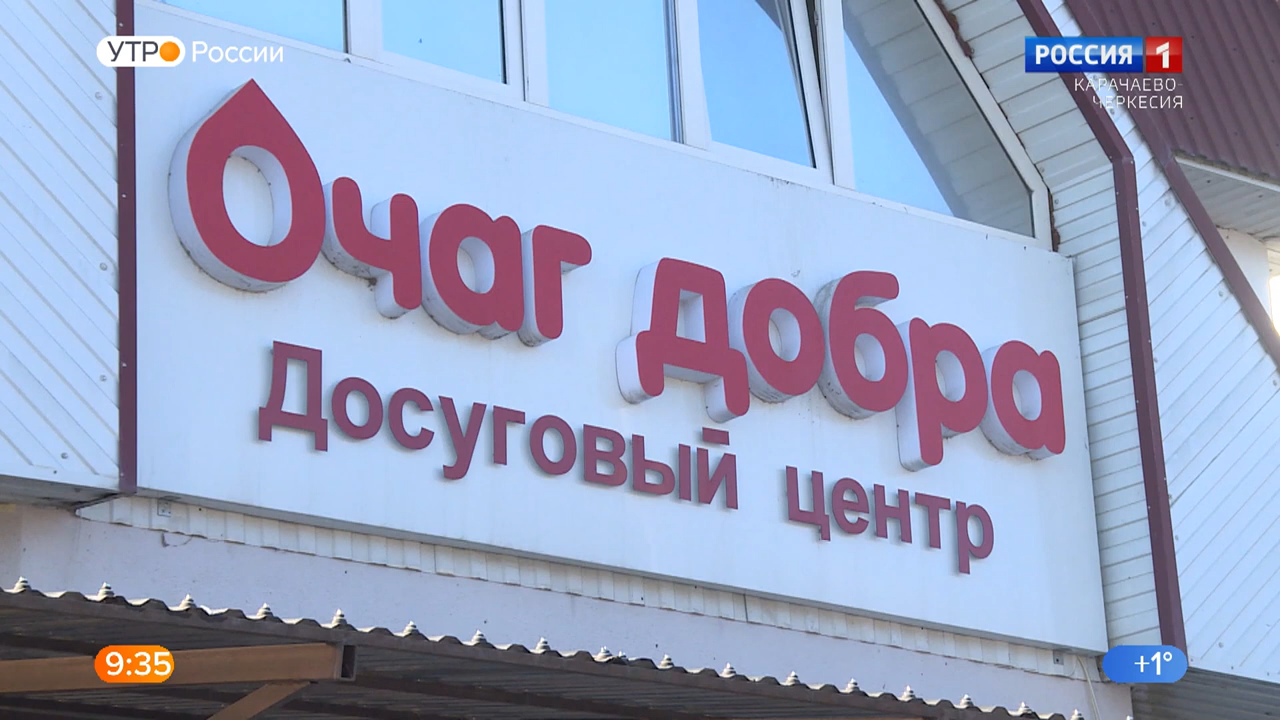 УТРО России
РОССИЯ 1
КАРАЧАЕВО-
ЧЕРКЕСИЯ
Очаг добра
Досуговый центр
9:35
+1°